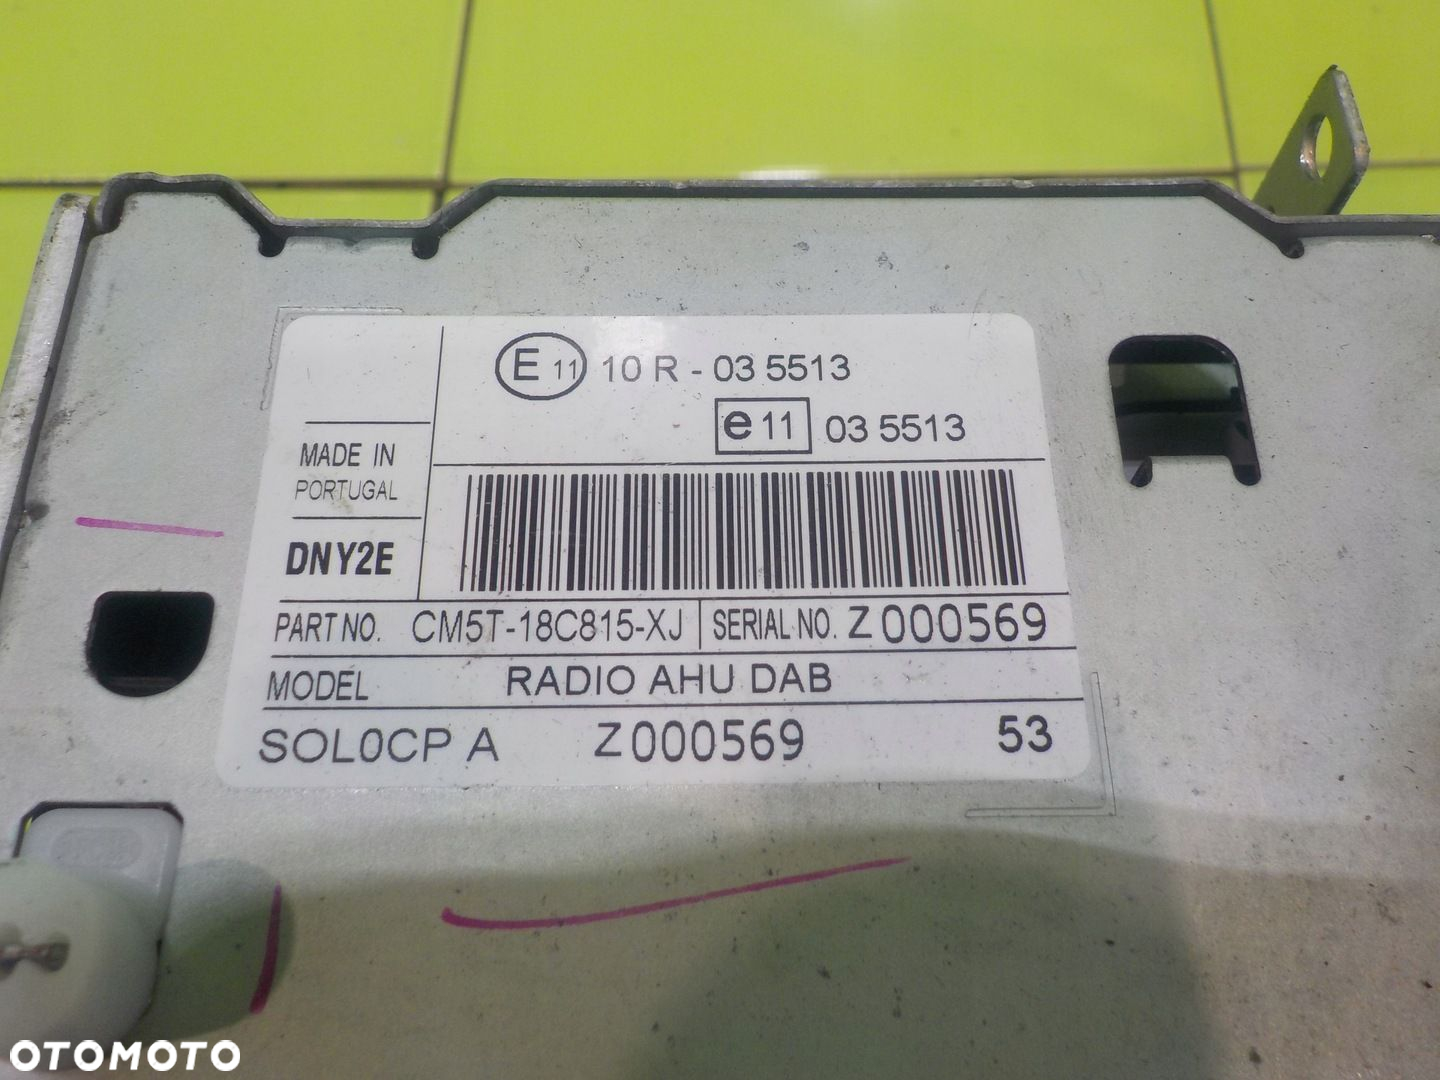 E 11 10 R - 03 5513
e 11 03 5513
MADE IN
PORTUGAL
DNY2E
PART NO. CM5T-18C815-XJ SERIAL NO. Z000569
MODEL RADIO AHU DAB
SOL0CP A Z000569 53
OTOMOTO